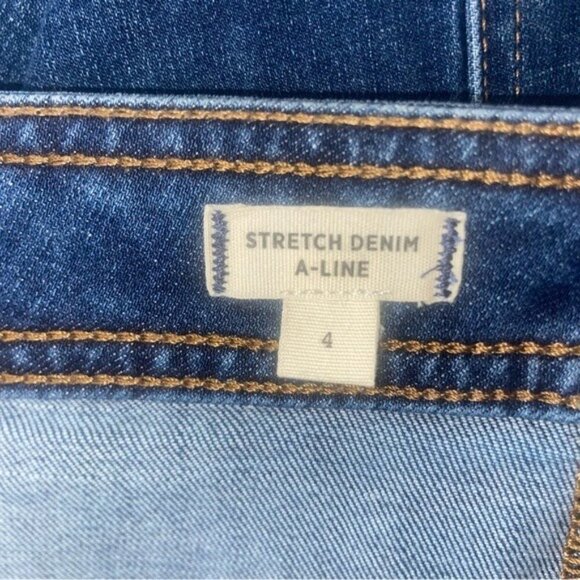 STRETCH DENIM
A-LINE
4